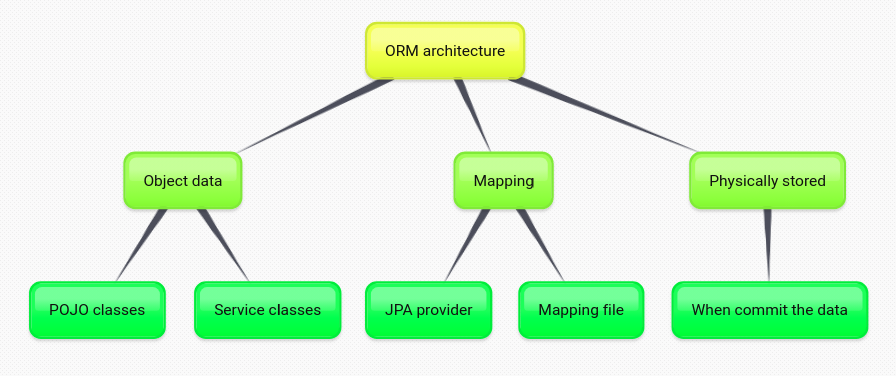 ORM architecture
Object data
Mapping
Physically stored
POJO classes
Service classes
JPA provider
Mapping file
When commit the data